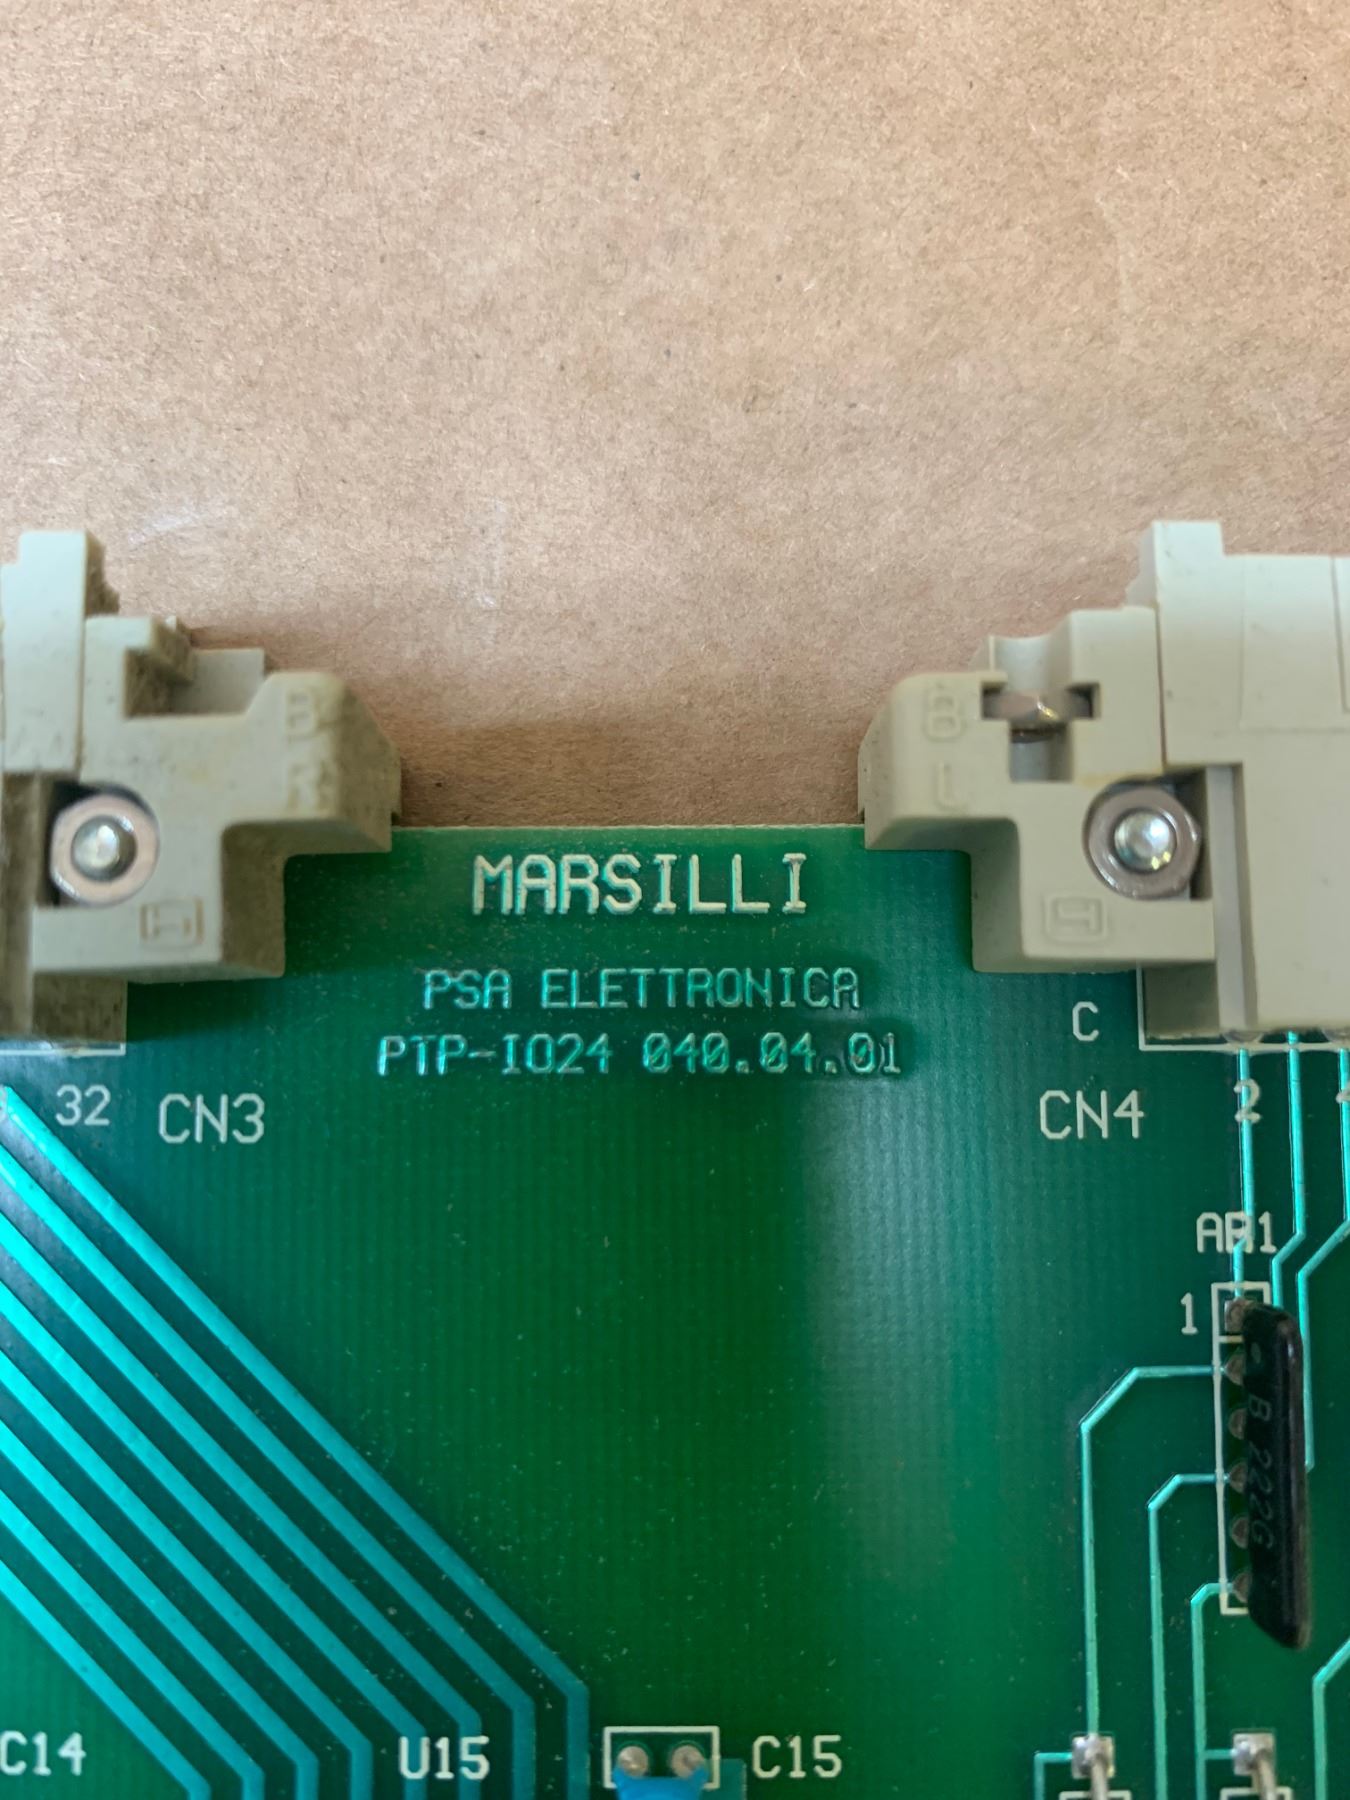 B
R
B
L
MARSILLI
PSA ELETTRONICA
PTP-IO24 040.04.01
C
32
CN3
CN4
2
AR1
1
B 222G
C14
U15
C15